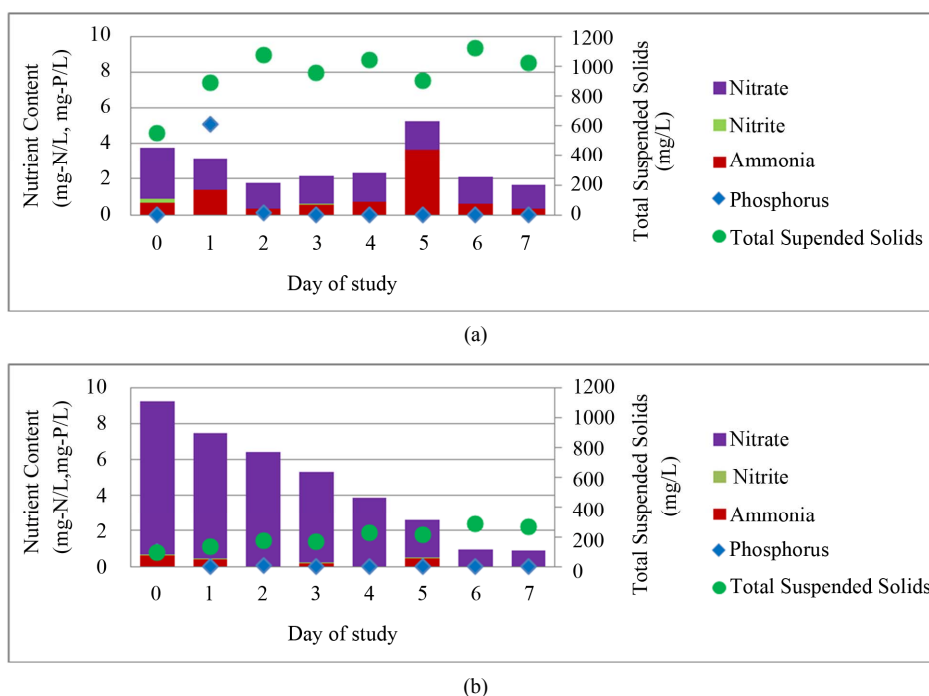 Nutrient Content
(mg-N/L, mg-P/L)
10
8
6
4
2
0
0 1 2 3 4 5 6 7
Day of study
1200
1000
800
600
400
200
0
Total Suspended Solids
(mg/L)
Nitrate
Nitrite
Ammonia
Phosphorus
Total Supended Solids
(a)
Nutrient Content
(mg-N/L,mg-P/L)
10
8
6
4
2
0
0 1 2 3 4 5 6 7
Day of study
1200
1000
800
600
400
200
0
Total Suspended Solids
(mg/L)
Nitrate
Nitrite
Ammonia
Phosphorus
Total Suspended Solids
(b)